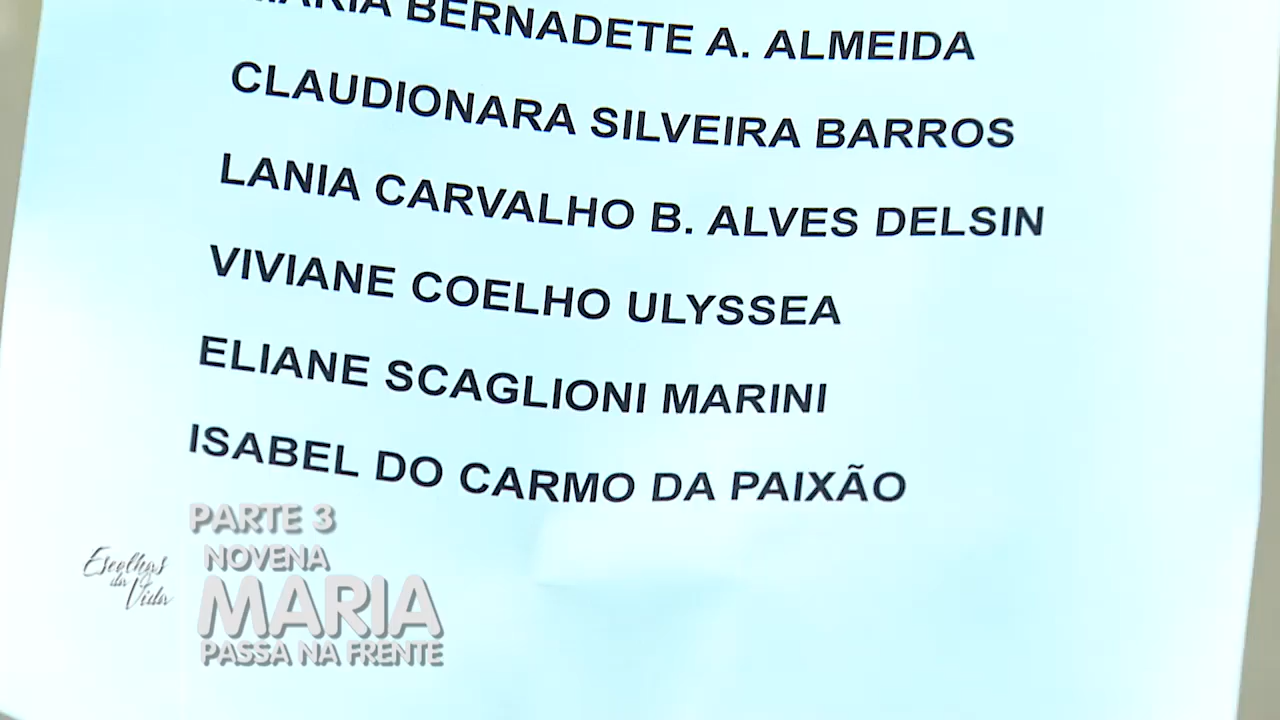 MARIA BERNADETE A. ALMEIDA
CLAUDIONARA SILVEIRA BARROS
LANIA CARVALHO B. ALVES DELSIN
VIVIANE COELHO ULYSSEA
ELIANE SCAGLIONI MARINI
ISABEL DO CARMO DA PAIXÃO
PARTE 3
NOVENA
MARIA
PASSA NA FRENTE
Escolhas
da
Vida